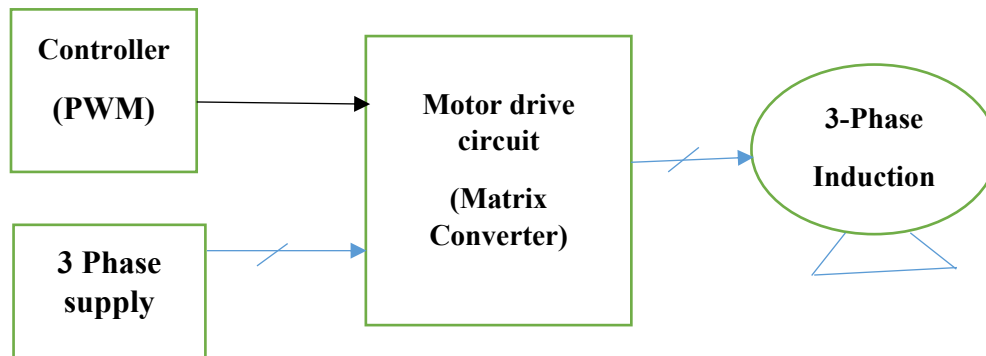 Controller
(PWM)
Motor drive
circuit
(Matrix
Converter)
3-Phase
Induction
3 Phase
supply